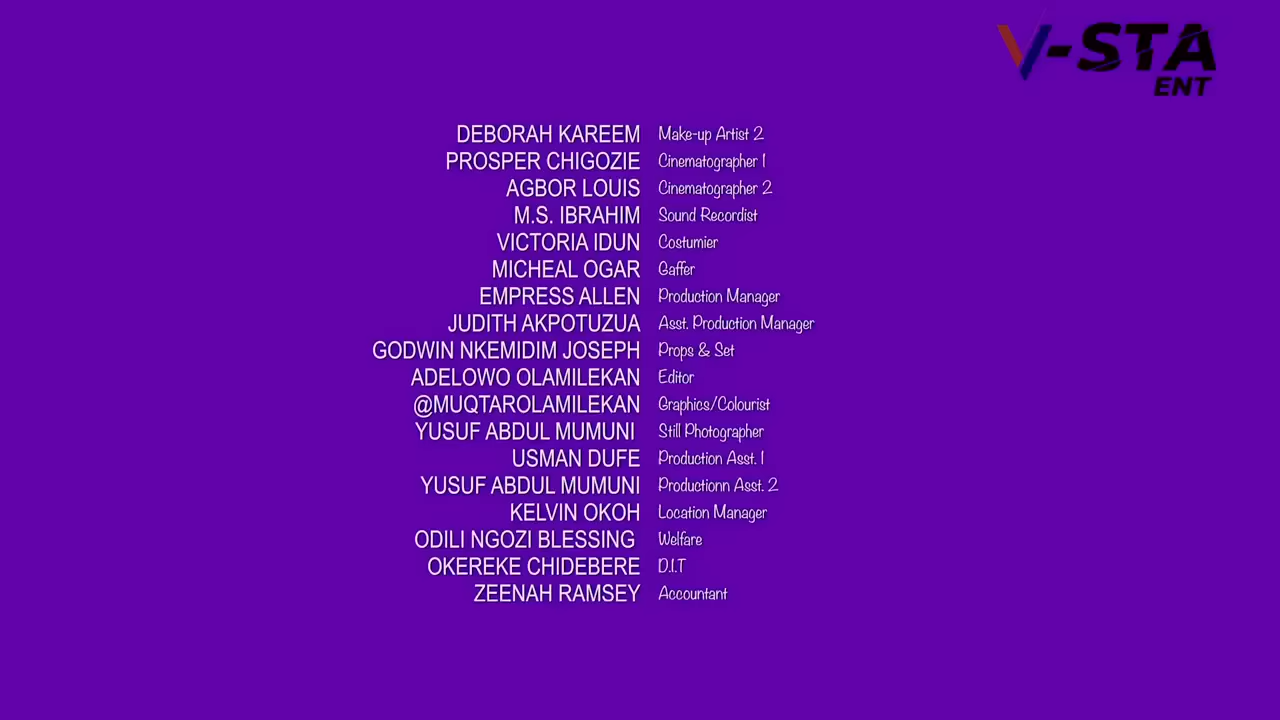 V-STA
ENT
DEBORAH KAREEM Make-up Artist 2
PROSPER CHIGOZIE Cinematographer 1
AGBOR LOUIS Cinematographer 2
M.S. IBRAHIM Sound Recordist
VICTORIA IDUN Costumier
MICHEAL OGAR Gaffer
EMPRESS ALLEN Production Manager
JUDITH AKPOTUZUA Asst. Production Manager
GODWIN NKEMIDIM JOSEPH Props & Set
ADELOWO OLAMILEKAN Editor
@MUQTAROLAMILEKAN Graphics/Colourist
YUSUF ABDUL MUMUNI Still Photographer
USMAN DUFE Production Asst. 1
YUSUF ABDUL MUMUNI Productionn Asst. 2
KELVIN OKOH Location Manager
ODILI NGOZI BLESSING Welfare
OKEREKE CHIDEBERE D.I.T
ZEENAH RAMSEY Accountant